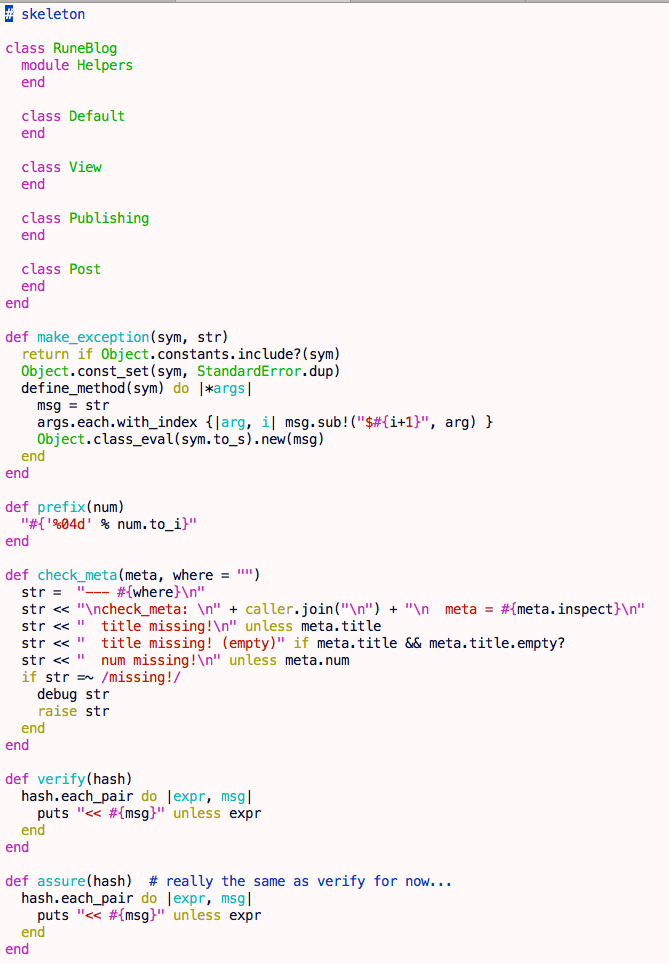 # skeleton

class RuneBlog
  module Helpers
  end

  class Default
  end

  class View
  end

  class Publishing
  end

  class Post
  end
end

def make_exception(sym, str)
  return if Object.constants.include?(sym)
  Object.const_set(sym, StandardError.dup)
  define_method(sym) do |*args|
    msg = str
    args.each.with_index {|arg, i| msg.sub!("$#{i+1}", arg) }
    Object.class_eval(sym.to_s).new(msg)
  end
end

def prefix(num)
  "#{'%04d' % num.to_i}"
end

def check_meta(meta, where = "")
  str =  "--- #{where}\n"
  str << "\ncheck_meta: \n" + caller.join("\n") + "\n  meta = #{meta.inspect}\n"
  str << "  title missing!\n" unless meta.title
  str << "  title missing! (empty)" if meta.title && meta.title.empty?
  str << "  num missing!\n" unless meta.num
  if str =~ /missing!/
    debug str
    raise str
  end
end

def verify(hash)
  hash.each_pair do |expr, msg|
    puts "<< #{msg}" unless expr
  end
end

def assure(hash)  # really the same as verify for now...
  hash.each_pair do |expr, msg|
    puts "<< #{msg}" unless expr
  end
end